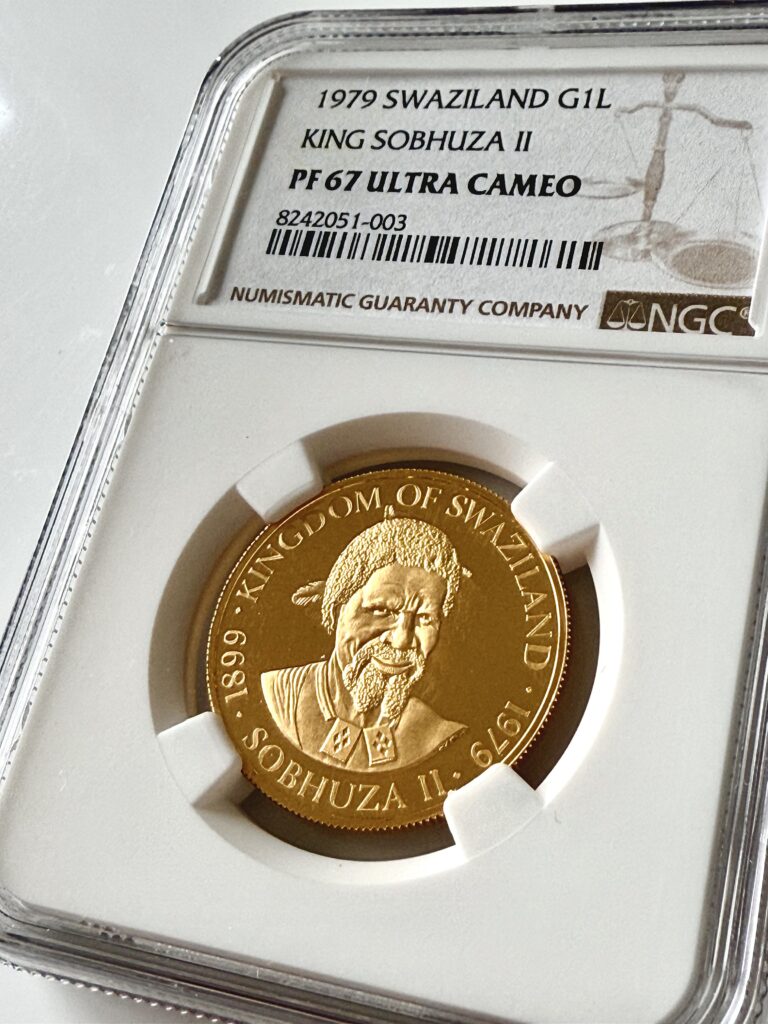 1979 SWAZILAND G1L
KING SOBHUZA II
PF 67 ULTRA CAMEO
8242051-003
NUMISMATIC GUARANTY COMPANY
NGC®
1899 · KINGDOM OF SWAZILAND · 1979
· SOBHUZA II ·